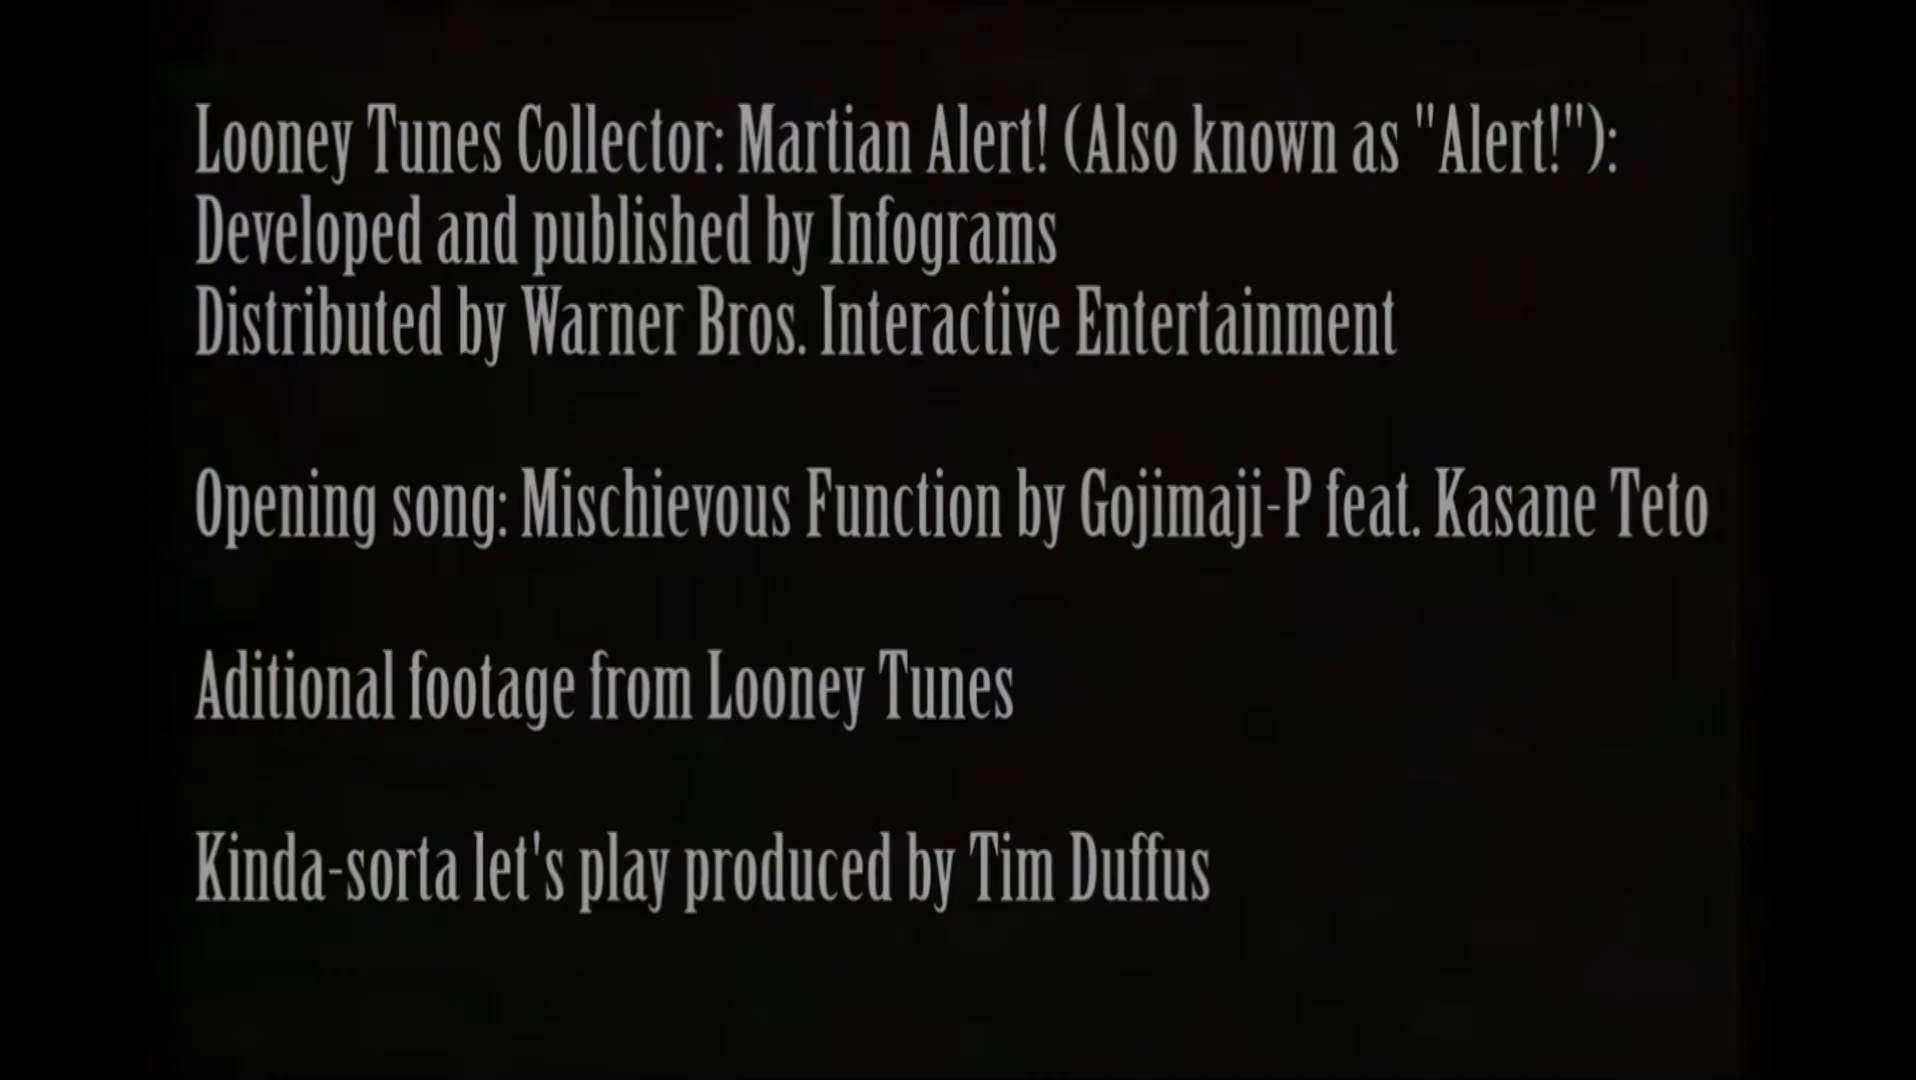 Looney Tunes Collector: Martian Alert! (Also known as "Alert!"):
Developed and published by Infograms
Distributed by Warner Bros. Interactive Entertainment
Opening song: Mischievous Function by Gojimaji-P feat. Kasane Teto
Aditional footage from Looney Tunes
Kinda-sorta let's play produced by Tim Duffus